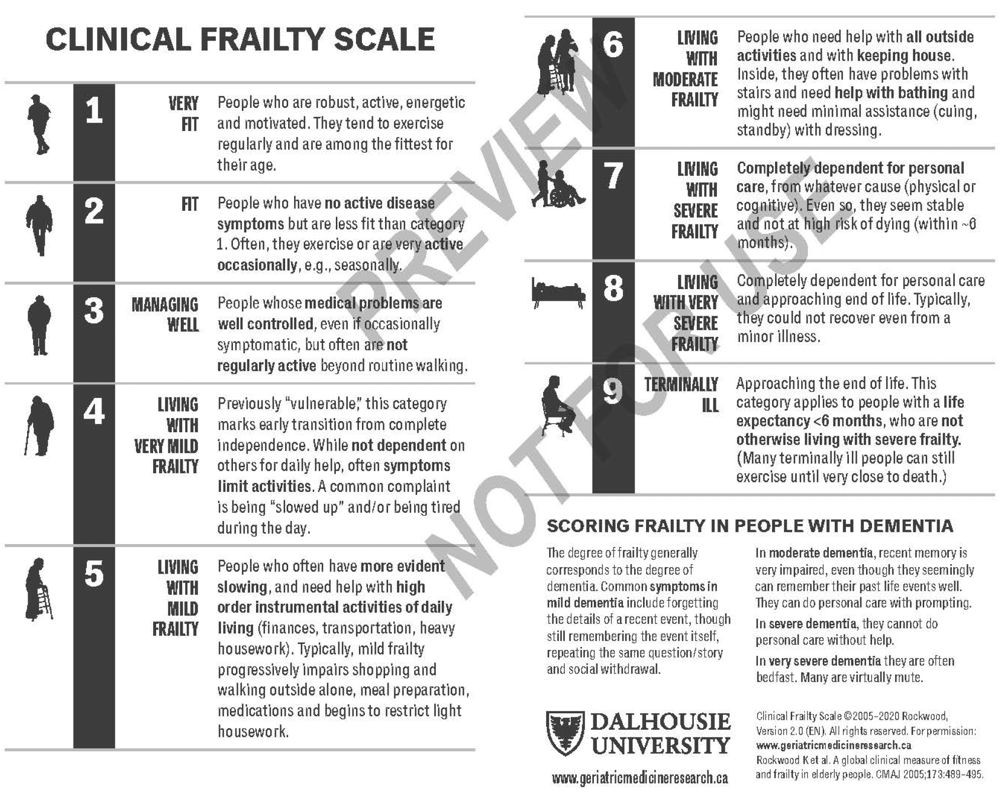 CLINICAL FRAILTY SCALE
1
VERY
FIT
People who are robust, active, energetic
and motivated. They tend to exercise
regularly and are among the fittest for
their age.
2
FIT
People who have no active disease
symptoms but are less fit than category
1. Often, they exercise or are very active
occasionally, e.g., seasonally.
3
MANAGING
WELL
People whose medical problems are
well controlled, even if occasionally
symptomatic, but often are not
regularly active beyond routine walking.
4
LIVING
WITH
VERY MILD
FRAILTY
Previously “vulnerable,” this category
marks early transition from complete
independence. While not dependent on
others for daily help, often symptoms
limit activities. A common complaint
is being “slowed up” and/or being tired
during the day.
5
LIVING
WITH
MILD
FRAILTY
People who often have more evident
slowing, and need help with high
order instrumental activities of daily
living (finances, transportation, heavy
housework). Typically, mild frailty
progressively impairs shopping and
walking outside alone, meal preparation,
medications and begins to restrict light
housework.
6
LIVING
WITH
MODERATE
FRAILTY
People who need help with all outside
activities and with keeping house.
Inside, they often have problems with
stairs and need help with bathing and
might need minimal assistance (cuing,
standby) with dressing.
7
LIVING
WITH
SEVERE
FRAILTY
Completely dependent for personal
care, from whatever cause (physical or
cognitive). Even so, they seem stable
and not at high risk of dying (within ~6
months).
8
LIVING
WITH VERY
SEVERE
FRAILTY
Completely dependent for personal care
and approaching end of life. Typically,
they could not recover even from a
minor illness.
9
TERMINALLY
ILL
Approaching the end of life. This
category applies to people with a life
expectancy <6 months, who are not
otherwise living with severe frailty.
(Many terminally ill people can still
exercise until very close to death.)
SCORING FRAILTY IN PEOPLE WITH DEMENTIA
The degree of frailty generally
corresponds to the degree of
dementia. Common symptoms in
mild dementia include forgetting
the details of a recent event, though
still remembering the event itself,
repeating the same question/story
and social withdrawal.
In moderate dementia, recent memory is
very impaired, even though they seemingly
can remember their past life events well.
They can do personal care with prompting.
In severe dementia, they cannot do
personal care without help.
In very severe dementia they are often
bedfast. Many are virtually mute.
DALHOUSIE
UNIVERSITY
www.geriatricmedicineresearch.ca
Clinical Frailty Scale ©2005–2020 Rockwood,
Version 2.0 (EN). All rights reserved. For permission:
www.geriatricmedicineresearch.ca
Rockwood K et al. A global clinical measure of fitness
and frailty in elderly people. CMAJ 2005;173:489–495.
PREVIEW
NOT FOR USE